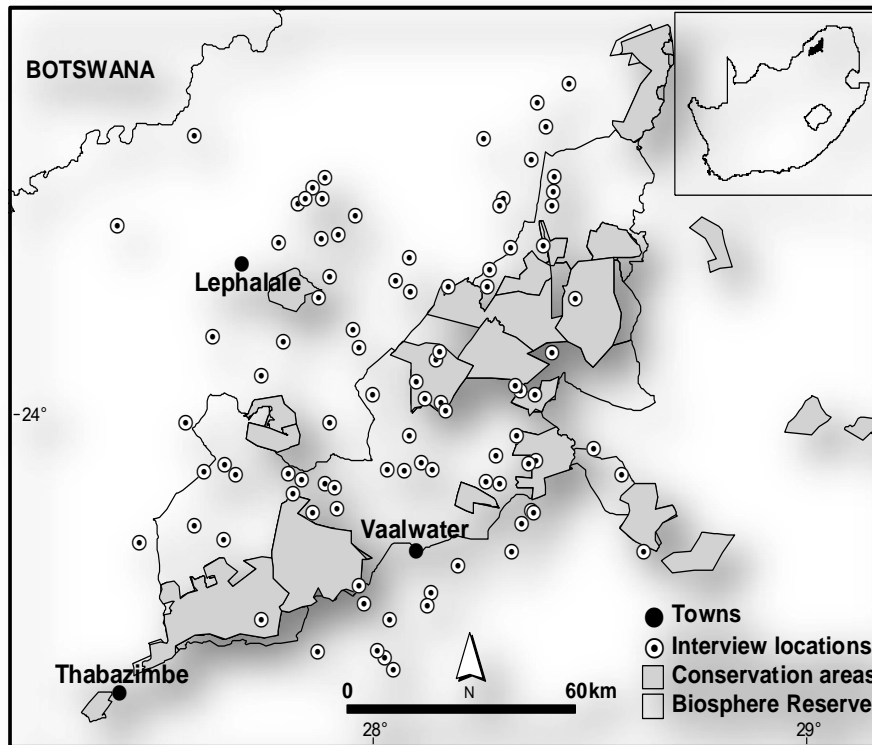 BOTSWANA
Lephalale
24°
Vaalwater
Towns
Interview locations
Thabazimbe
Conservation areas
0 60km
N
Biosphere Reserve
28° 29°